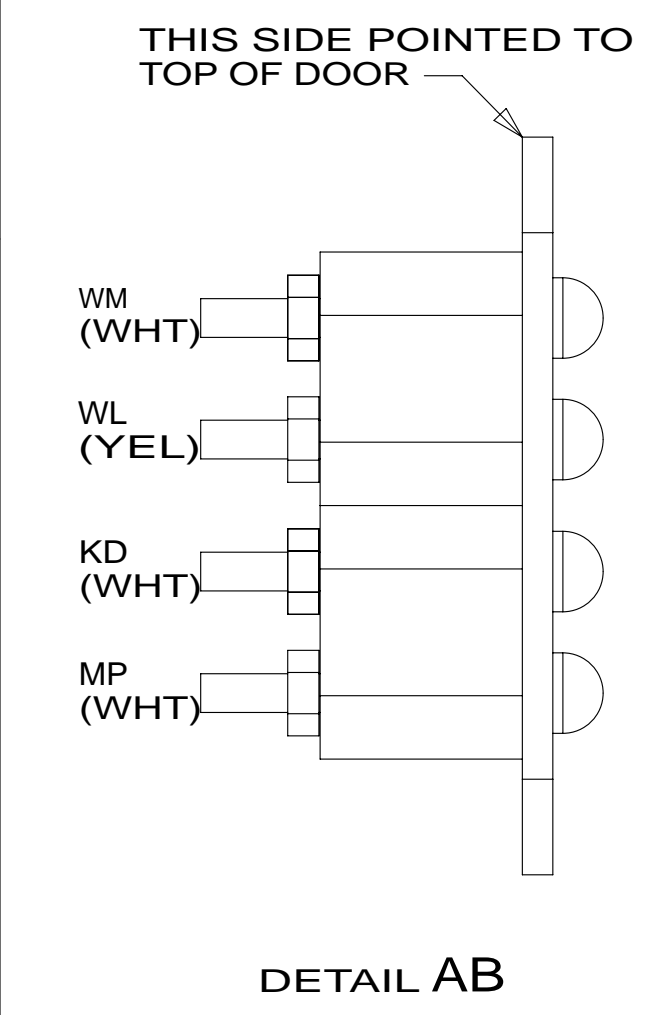 THIS SIDE POINTED TO
TOP OF DOOR
WM
(WHT)
WL
(YEL)
KD
(WHT)
MP
(WHT)
DETAIL AB